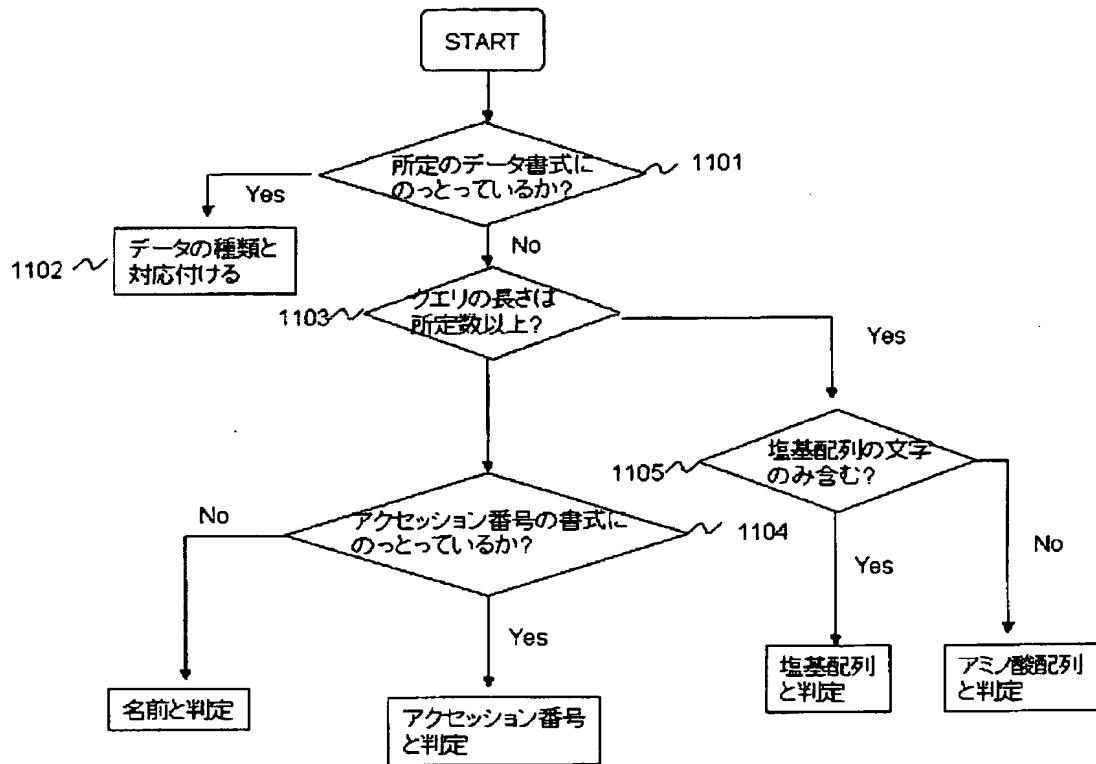 START
所定のデータ書式に
のっとっているか?
1101
Yes
No
データの種類と
対応付ける
1102
クエリの長さは
所定数以上?
1103
Yes
塩基配列の文字
のみ含む?
1105
アクセッション番号の書式に
のっとっているか?
1104
No
Yes
Yes
No
名前と判定
アクセッション番号
と判定
塩基配列
と判定
アミノ酸配列
と判定